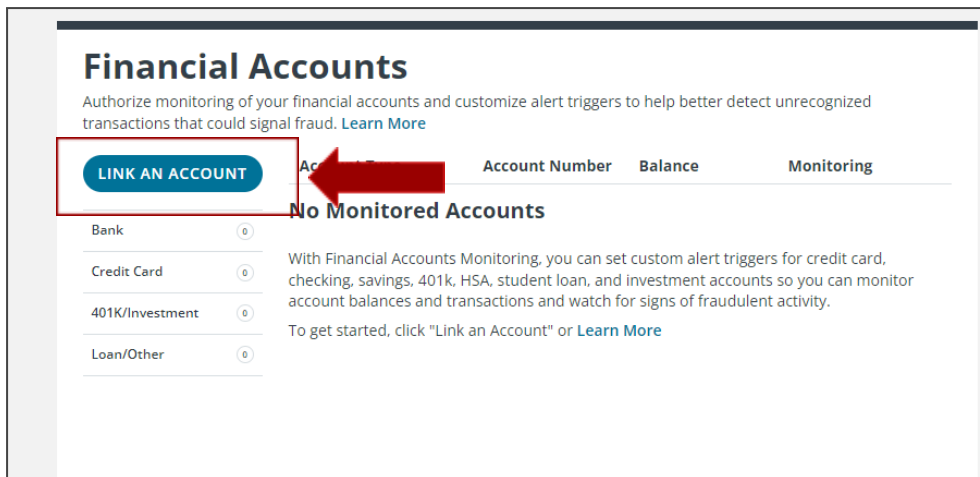 Financial Accounts
Authorize monitoring of your financial accounts and customize alert triggers to help better detect unrecognized
transactions that could signal fraud. Learn More
LINK AN ACCOUNT
Account Number Balance Monitoring
No Monitored Accounts
Bank 0
Credit Card 0
401K/Investment 0
Loan/Other 0
With Financial Accounts Monitoring, you can set custom alert triggers for credit card,
checking, savings, 401k, HSA, student loan, and investment accounts so you can monitor
account balances and transactions and watch for signs of fraudulent activity.
To get started, click "Link an Account" or Learn More